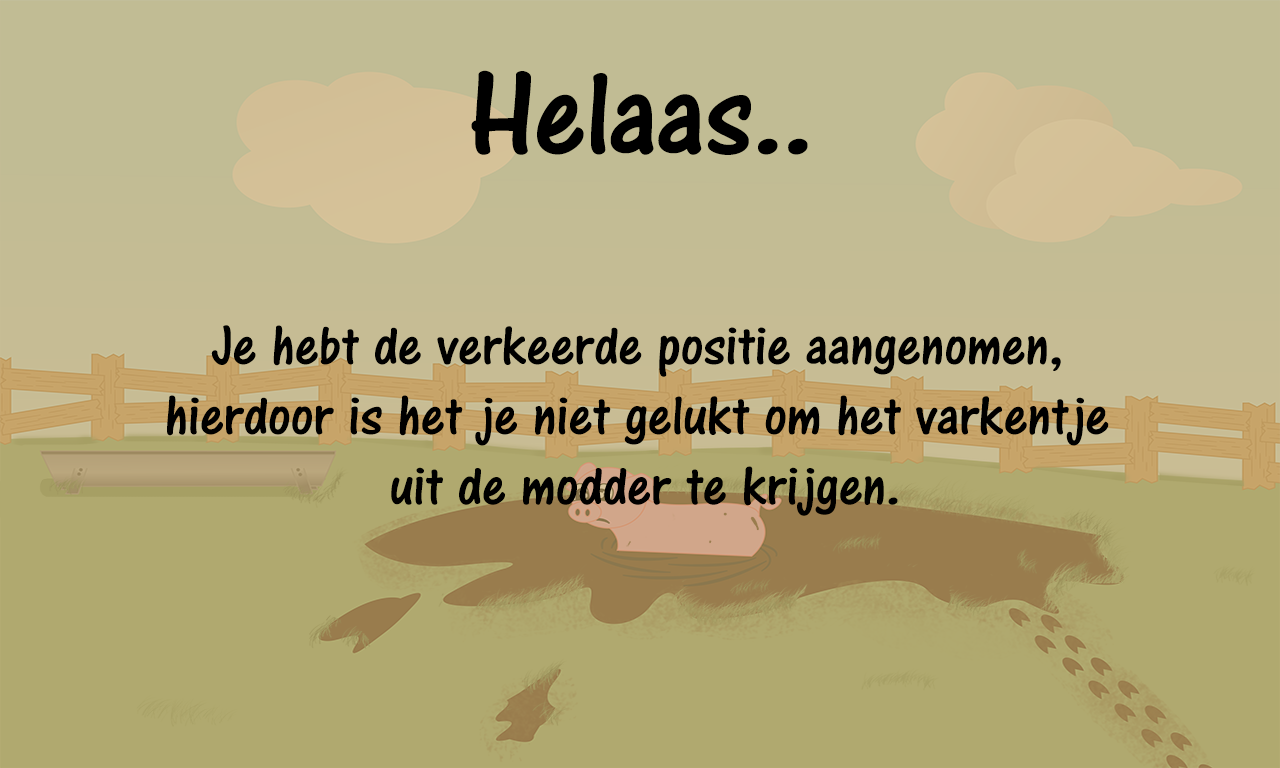 Helaas..
Je hebt de verkeerde positie aangenomen,
hierdoor is het je niet gelukt om het varkentje
uit de modder te krijgen.